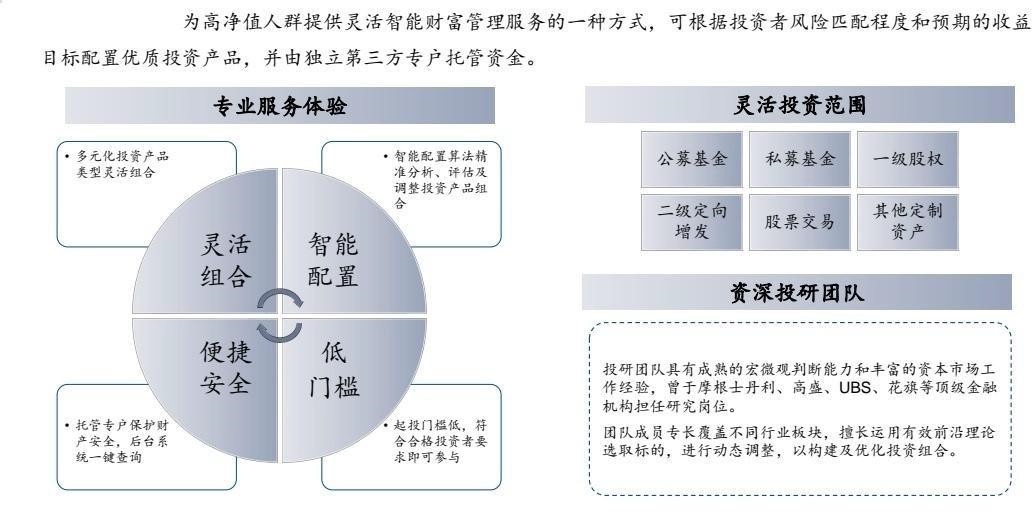 为高净值人群提供灵活智能财富管理服务的一种方式，可根据投资者风险匹配程度和预期的收益
目标配置优质投资产品，并由独立第三方专户托管资金。
专业服务体验
• 多元化投资产品
类型灵活组合
• 智能配置算法精
准分析、评估及
调整投资产品组
合
灵活
组合
智能
配置
便捷
安全
低
门槛
• 托管专户保护财
产安全，后台系
统一键查询
• 起投门槛低，符
合合格投资者要
求即可参与
灵活投资范围
公募基金
私募基金
一级股权
二级定向
增发
股票交易
其他定制
资产
资深投研团队
投研团队具有成熟的宏微观判断能力和丰富的资本市场工
作经验，曾于摩根士丹利、高盛、UBS、花旗等顶级金融
机构担任研究岗位。
团队成员专长覆盖不同行业板块，擅长运用有效前沿理论
选取标的，进行动态调整，以构建及优化投资组合。